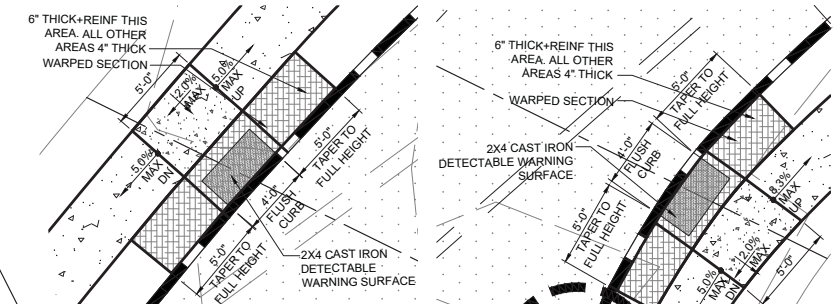 6" THICK+REINF THIS
AREA. ALL OTHER
AREAS 4" THICK
WARPED SECTION
5'-0"
2.0%
MAX
5.0%
MAX
UP
5.0%
MAX
DN
5'-0"
TAPER TO
FULL HEIGHT
4'-0"
FLUSH
CURB
5'-0"
TAPER TO
FULL HEIGHT
2X4 CAST IRON
DETECTABLE
WARNING SURFACE
6" THICK+REINF THIS
AREA. ALL OTHER
AREAS 4" THICK
WARPED SECTION
2X4 CAST IRON
DETECTABLE WARNING
SURFACE
5'-0"
TAPER TO
FULL HEIGHT
4'-0"
FLUSH
CURB
5'-0"
TAPER TO
FULL HEIGHT
8.3%
MAX
UP
2.0%
MAX
5.0%
MAX
DN
5'-0"